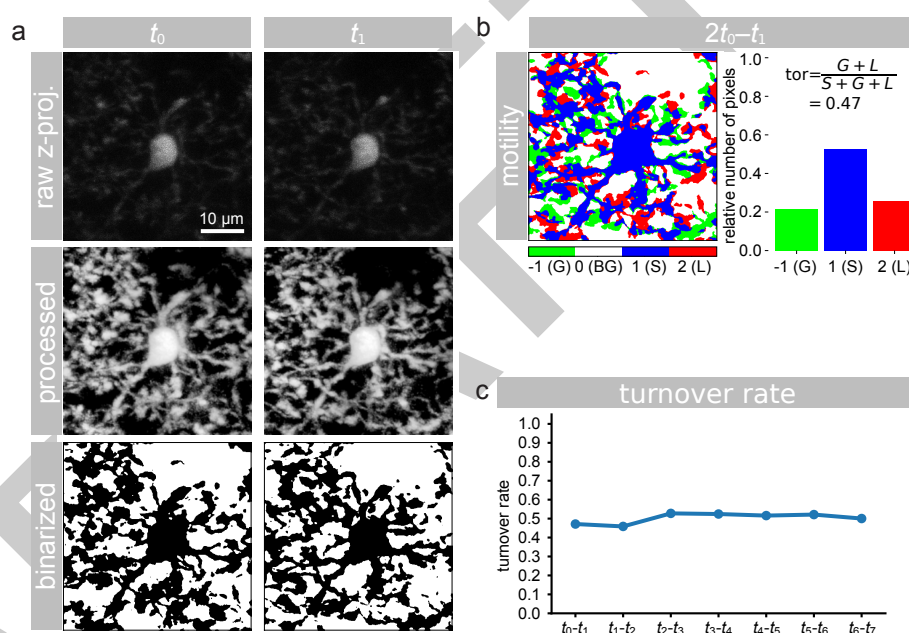 a
t0
t1
raw z-proj.
10 µm
processed
binarized
b
2t0–t1
motility
-1 (G) 0 (BG) 1 (S) 2 (L)
relative number of pixels
1.0
0.8
0.6
0.4
0.2
0.0
tor= G + L / S + G + L
= 0.47
-1 (G) 1 (S) 2 (L)
c
turnover rate
turnover rate
1.0
0.9
0.8
0.7
0.6
0.5
0.4
0.3
0.2
0.1
0.0
t0-t1 t1-t2 t2-t3 t3-t4 t4-t5 t5-t6 t6-t7